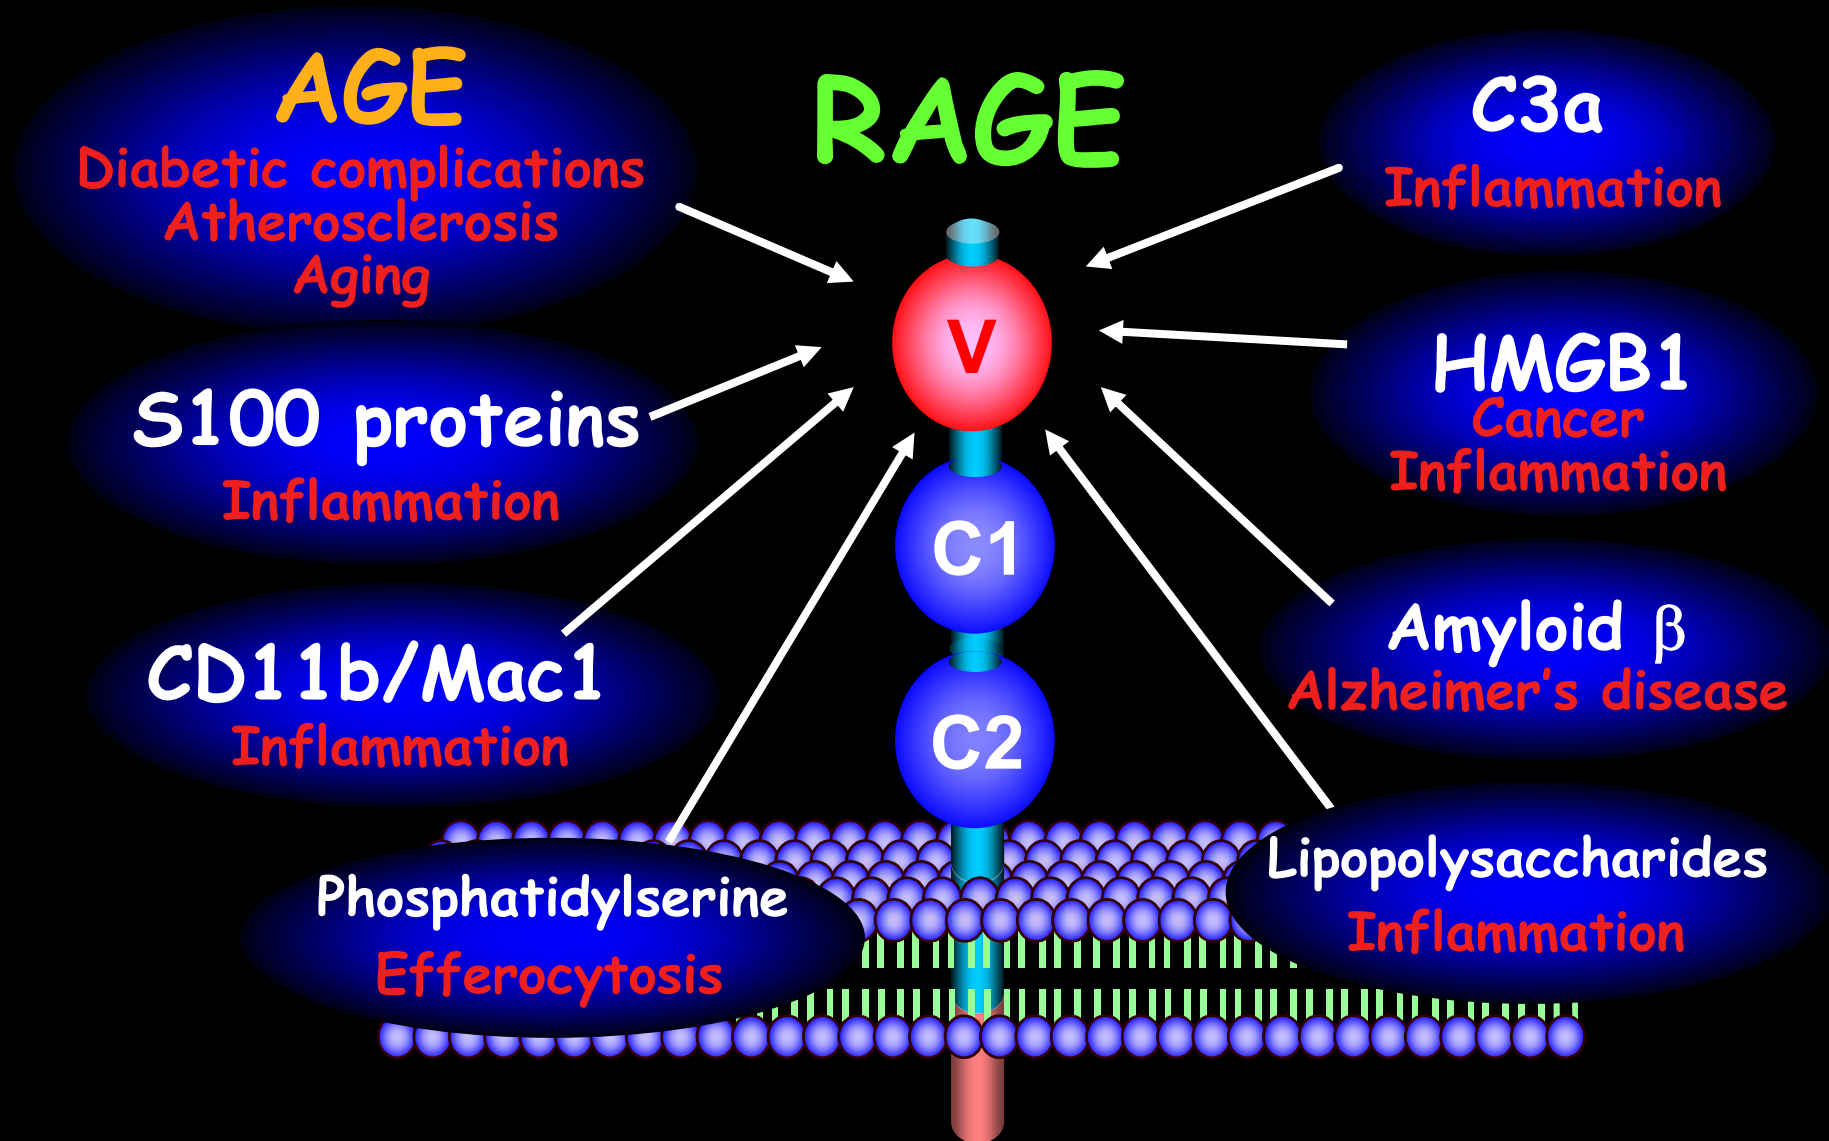 AGE
Diabetic complications
Atherosclerosis
Aging
S100 proteins
Inflammation
CD11b/Mac1
Inflammation
Phosphatidylserine
Efferocytosis
RAGE
V
C1
C2
C3a
Inflammation
HMGB1
Cancer
Inflammation
Amyloid β
Alzheimer's disease
Lipopolysaccharides
Inflammation